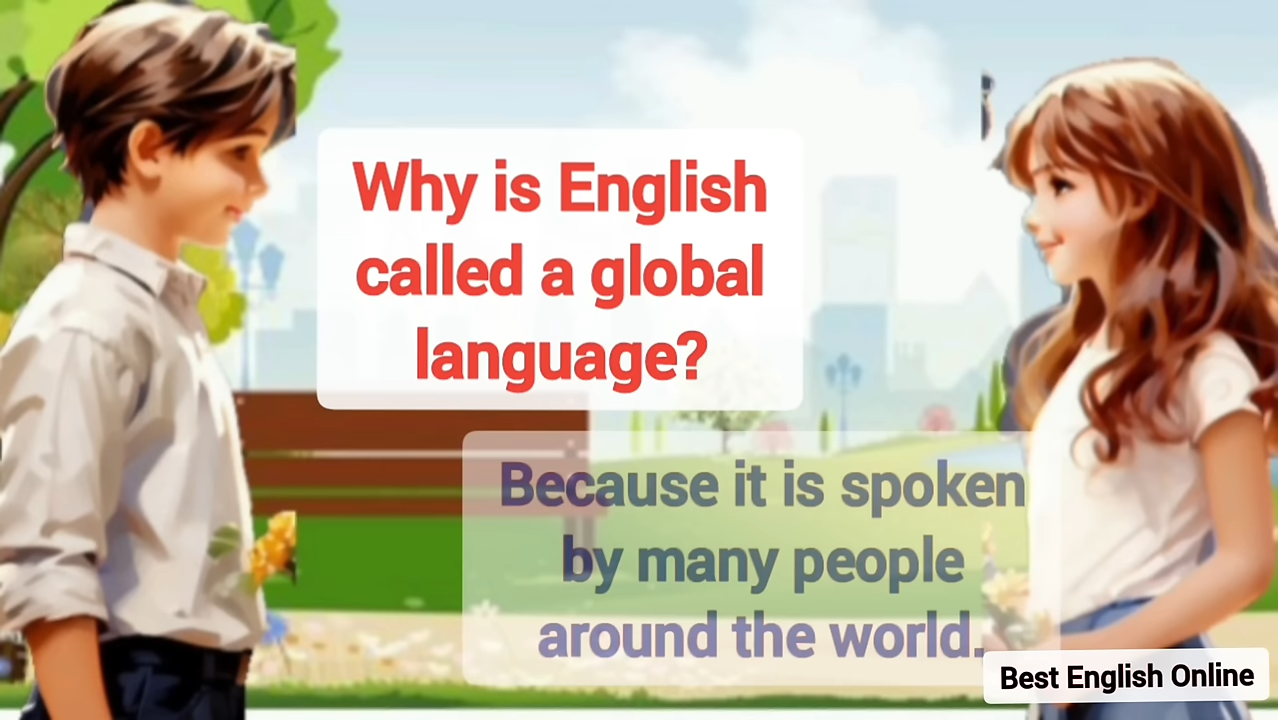 Why is English
called a global
language?
Because it is spoken
by many people
around the world.
Best English Online